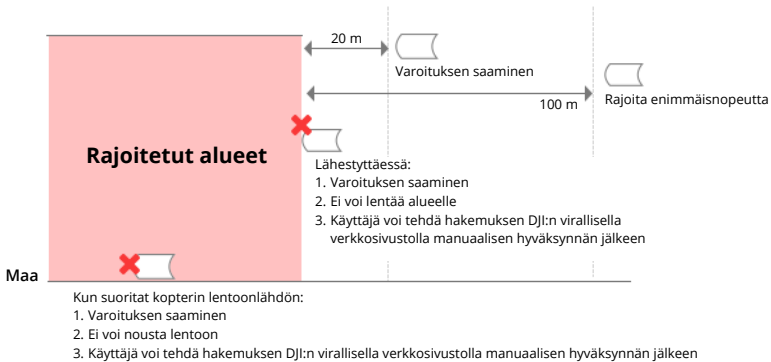 20 m
Varoituksen saaminen
100 m
Rajoita enimmäisnopeutta
Rajoitetut alueet
Lähestyttäessä:
1. Varoituksen saaminen
2. Ei voi lentää alueelle
3. Käyttäjä voi tehdä hakemuksen DJI:n virallisella
verkkosivustolla manuaalisen hyväksynnän jälkeen
Maa
Kun suoritat kopterin lentoonlähdön:
1. Varoituksen saaminen
2. Ei voi nousta lentoon
3. Käyttäjä voi tehdä hakemuksen DJI:n virallisella verkkosivustolla manuaalisen hyväksynnän jälkeen